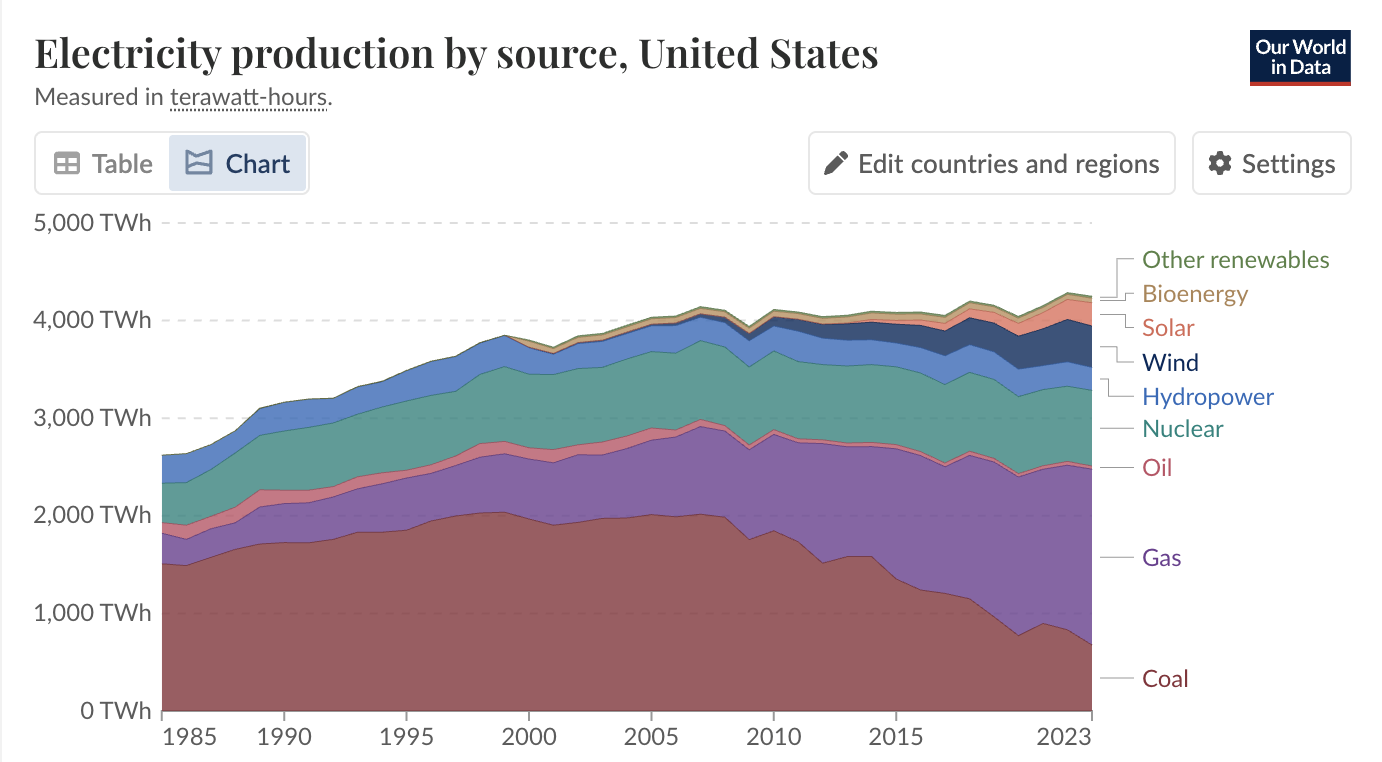 Electricity production by source, United States
Our World
in Data
Measured in terawatt-hours.
Table
Chart
Edit countries and regions
Settings
5,000 TWh
4,000 TWh
3,000 TWh
2,000 TWh
1,000 TWh
0 TWh
1985
1990
1995
2000
2005
2010
2015
2023
Other renewables
Bioenergy
Solar
Wind
Hydropower
Nuclear
Oil
Gas
Coal